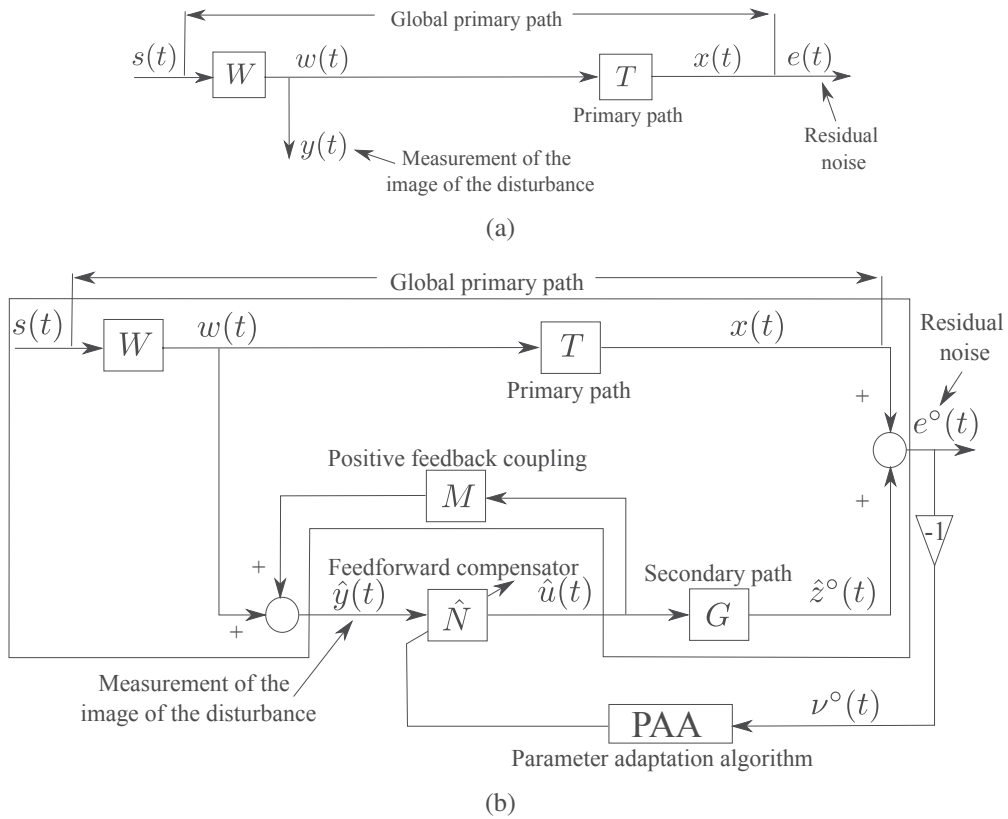 Global primary path
s(t)
W
w(t)
T
x(t)
e(t)
Primary path
Residual
noise
y(t)
Measurement of the
image of the disturbance
(a)
Global primary path
s(t)
W
w(t)
T
x(t)
Residual
noise
Primary path
+
e°(t)
Positive feedback coupling
M
+
-1
+
Feedforward compensator
Secondary path
ŷ(t)
N̂
û(t)
G
ẑ°(t)
+
Measurement of the
image of the disturbance
PAA
ν°(t)
Parameter adaptation algorithm
(b)